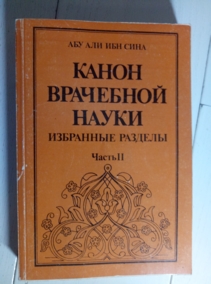 АБУ АЛИ ИБН СИНА
КАНОН
ВРАЧЕБНОЙ
НАУКИ
ИЗБРАННЫЕ РАЗДЕЛЫ
Часть II